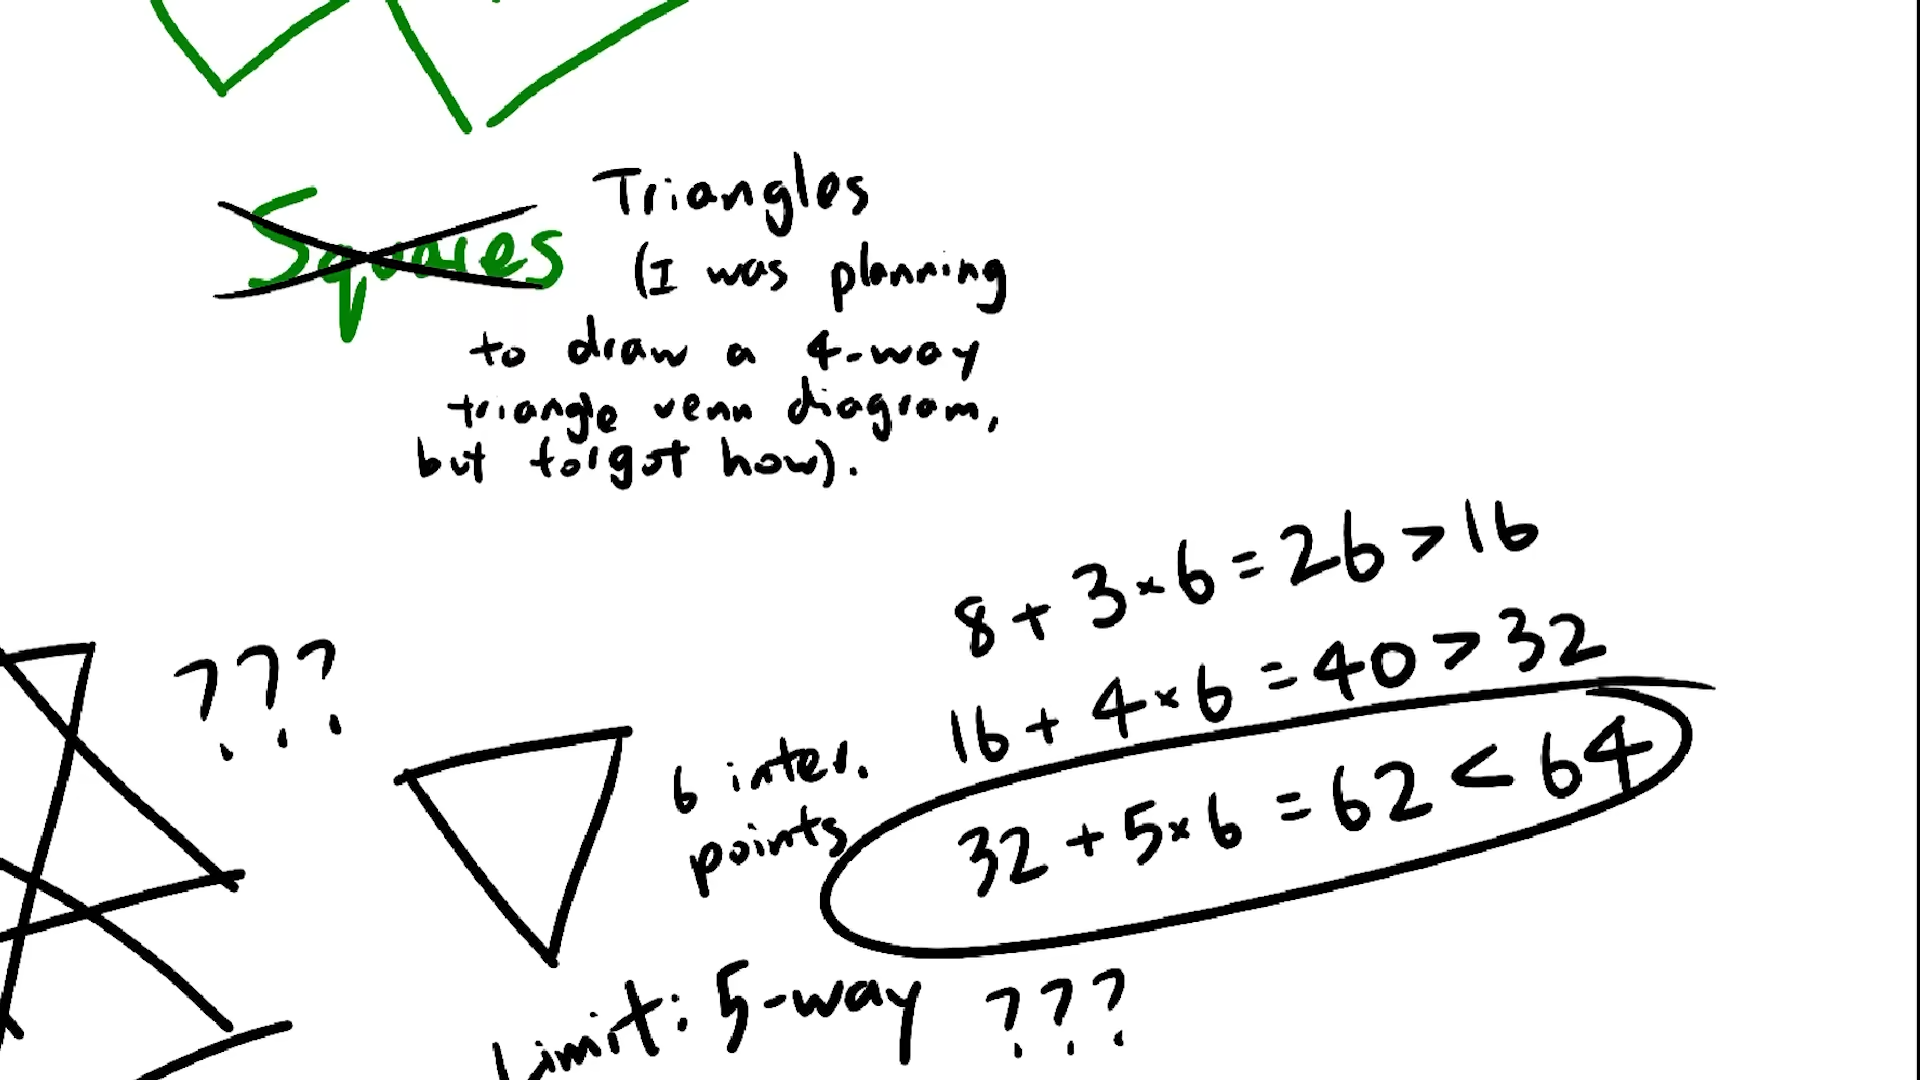 Squares
Triangles
(I was planning
to draw a 4-way
triangle venn diagram,
but forgot how).
8 + 3 × 6 = 26 > 16
16 + 4 × 6 = 40 > 32
???
6 inter.
points
32 + 5 × 6 = 62 < 64
Limit: 5-way ???